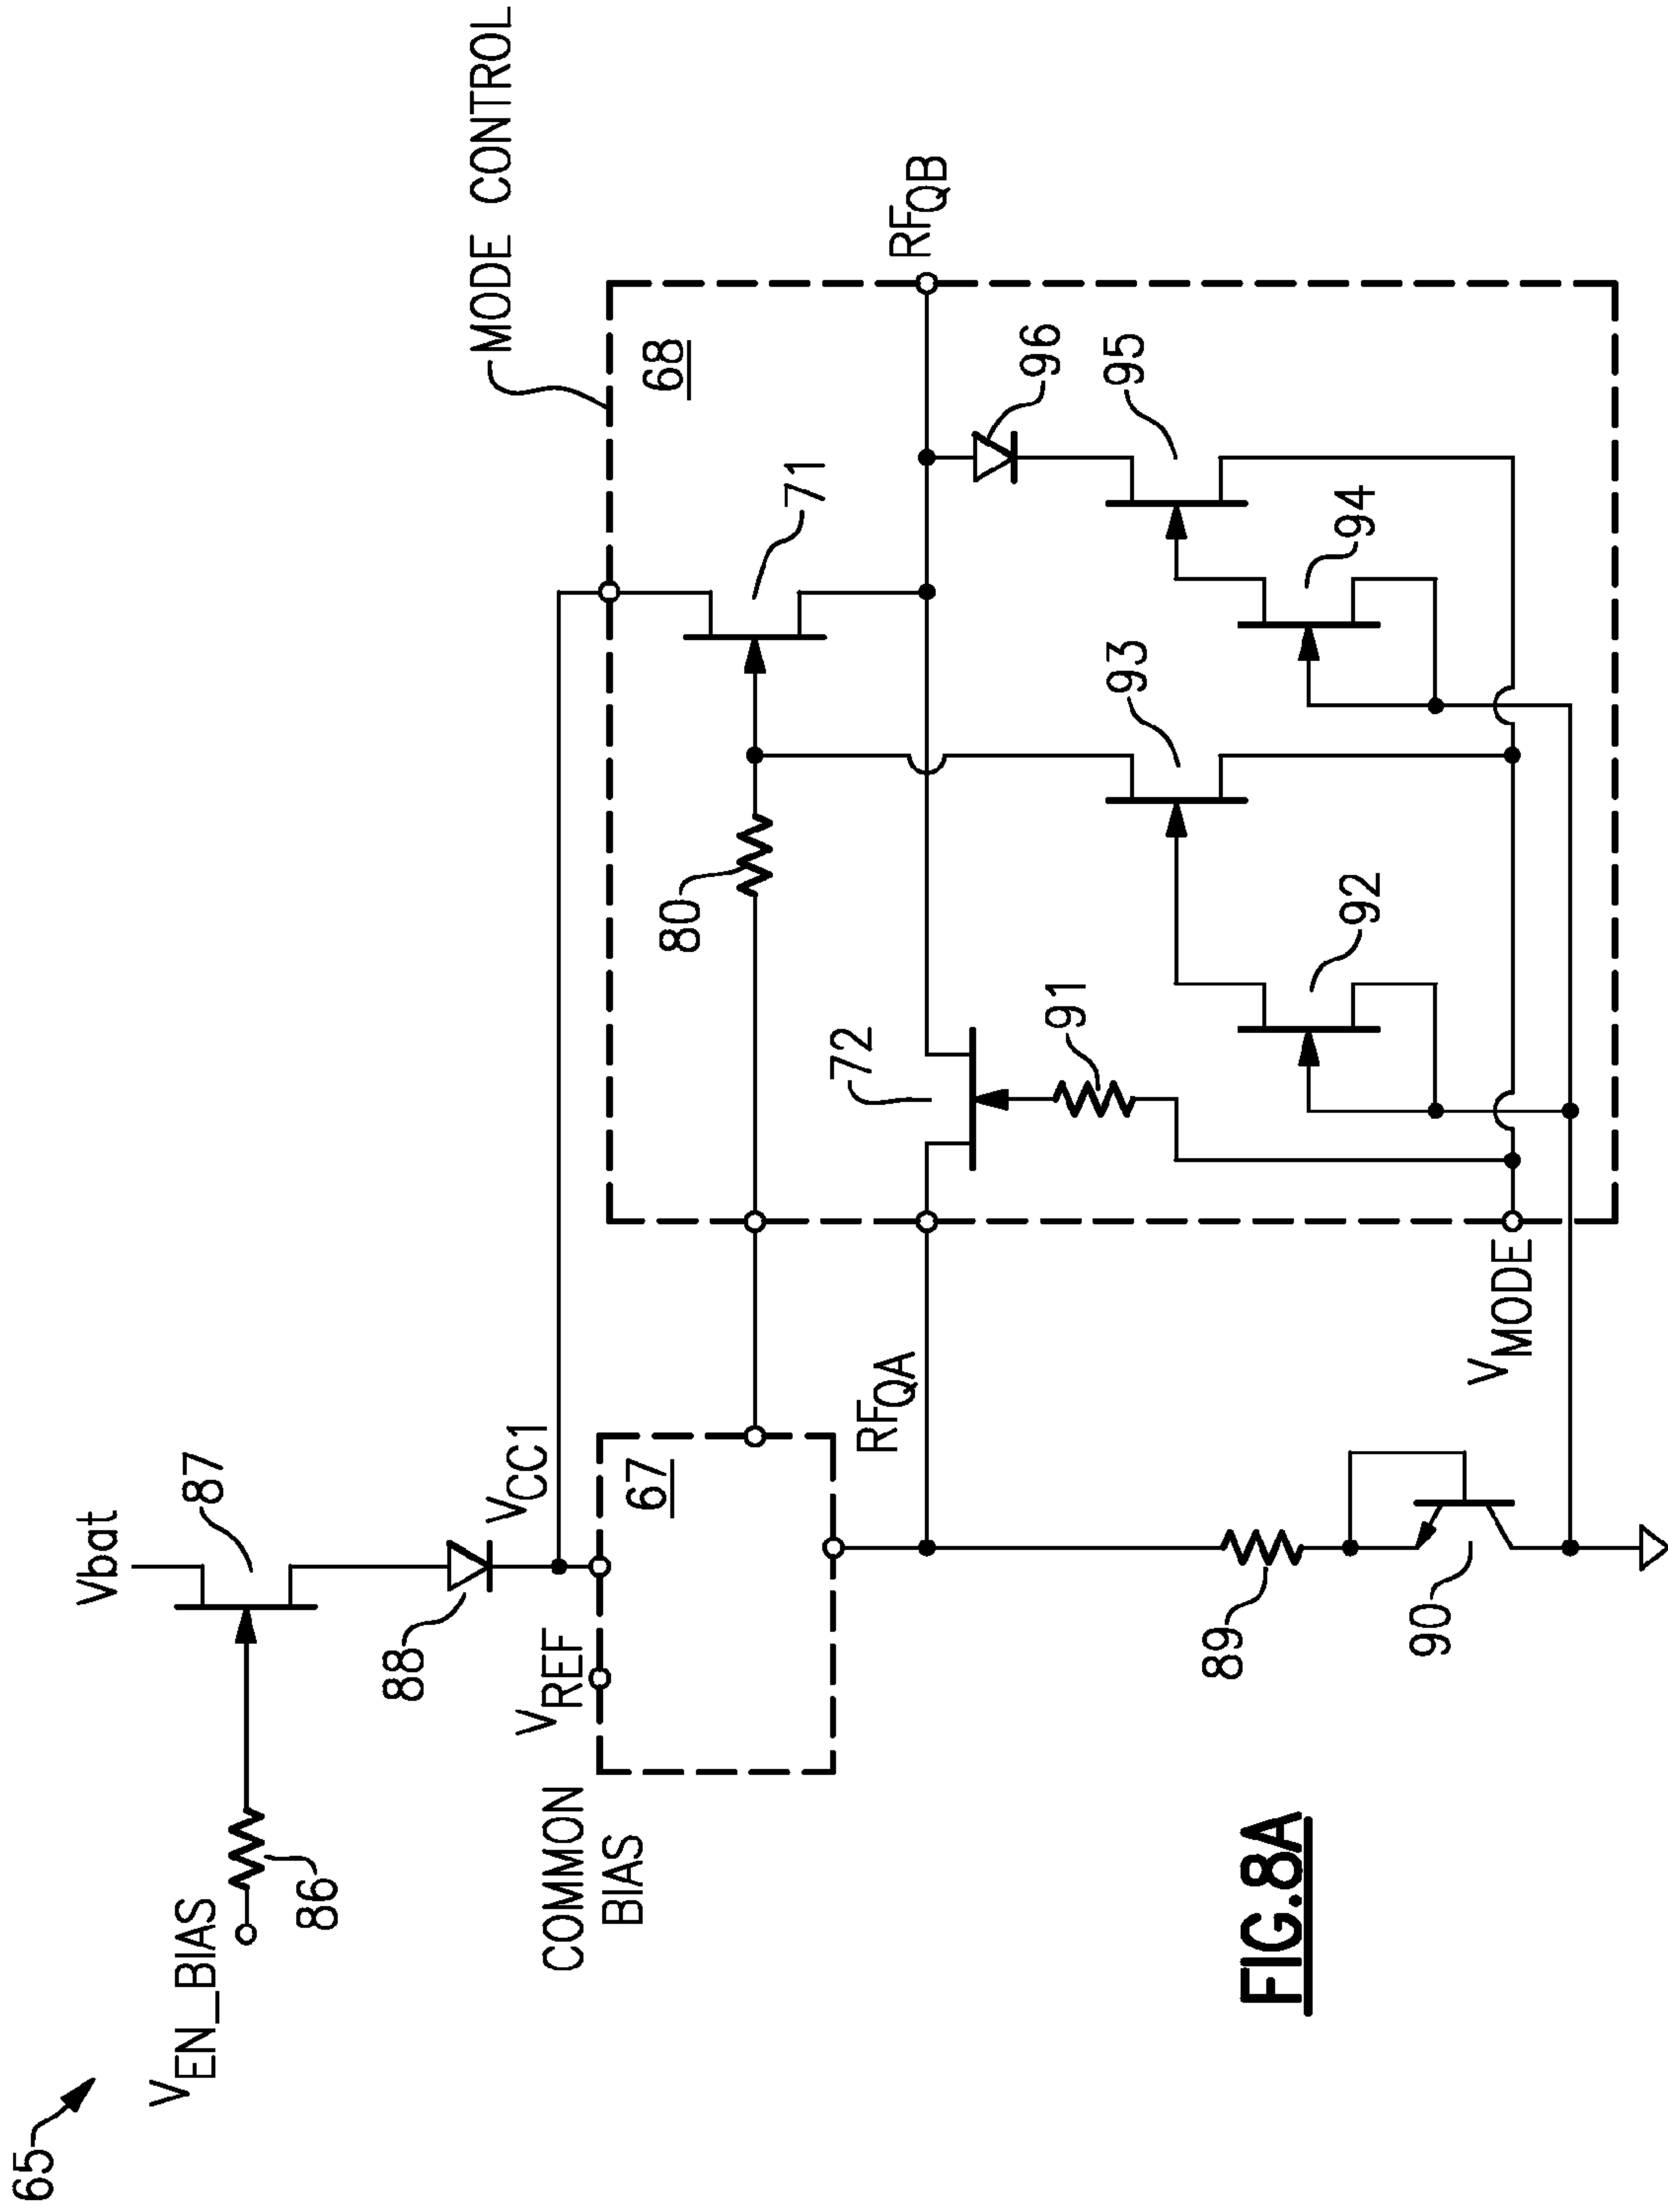 65
V_EN_BIAS
86
Vbat
87
88
V_CC1
V_REF
COMMON
BIAS
67
MODE CONTROL
68
71
80
RF_QA
RF_QB
72
91
96
95
93
94
92
V_MODE
89
90
FIG.8A